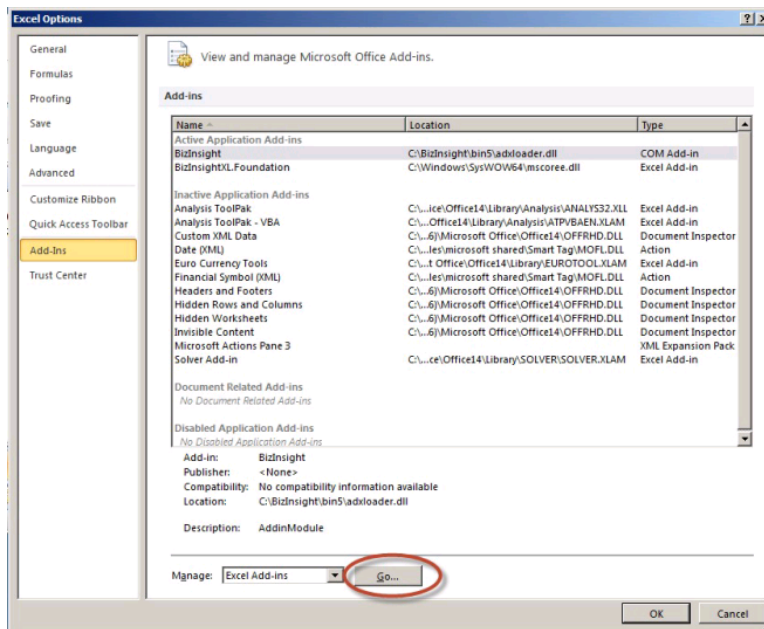 Excel Options
General
Formulas
Proofing
Save
Language
Advanced
Customize Ribbon
Quick Access Toolbar
Add-Ins
Trust Center
View and manage Microsoft Office Add-ins.
Add-ins
Name Location Type
Active Application Add-ins
BizInsight C:\BizInsight\bin5\adxloader.dll COM Add-in
BizInsightXL.Foundation C:\Windows\SysWOW64\mscoree.dll Excel Add-in
Inactive Application Add-ins
Analysis ToolPak C:\...ice\Office14\Library\Analysis\ANALYS32.XLL Excel Add-in
Analysis ToolPak - VBA C:\...Office14\Library\Analysis\ATPVBAEN.XLAM Excel Add-in
Custom XML Data C:\...6)\Microsoft Office\Office14\OFFRHD.DLL Document Inspector
Date (XML) C:\...les\microsoft shared\Smart Tag\MOFL.DLL Action
Euro Currency Tools C:\...t Office\Office14\Library\EUROTOOL.XLAM Excel Add-in
Financial Symbol (XML) C:\...les\microsoft shared\Smart Tag\MOFL.DLL Action
Headers and Footers C:\...6)\Microsoft Office\Office14\OFFRHD.DLL Document Inspector
Hidden Rows and Columns C:\...6)\Microsoft Office\Office14\OFFRHD.DLL Document Inspector
Hidden Worksheets C:\...6)\Microsoft Office\Office14\OFFRHD.DLL Document Inspector
Invisible Content C:\...6)\Microsoft Office\Office14\OFFRHD.DLL Document Inspector
Microsoft Actions Pane 3 XML Expansion Pack
Solver Add-in C:\...ce\Office14\Library\SOLVER\SOLVER.XLAM Excel Add-in
Document Related Add-ins
No Document Related Add-ins
Disabled Application Add-ins
No Disabled Application Add-ins
Add-in: BizInsight
Publisher: <None>
Compatibility: No compatibility information available
Location: C:\BizInsight\bin5\adxloader.dll
Description: AddinModule
Manage: Excel Add-ins Go...
OK Cancel